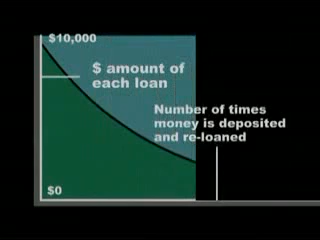 $10,000
$ amount of
each loan
Number of times
money is deposited
and re-loaned
$0